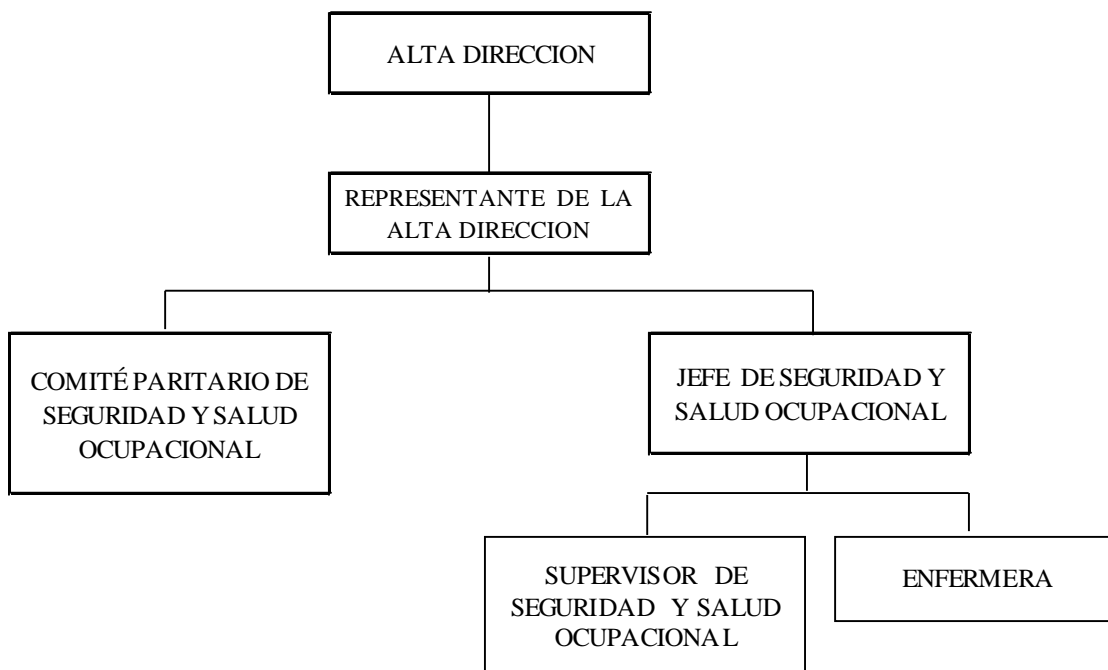 ALTA DIRECCION
REPRESENTANTE DE LA
ALTA DIRECCION
COMITÉ PARITARIO DE
SEGURIDAD Y SALUD
OCUPACIONAL
JEFE DE SEGURIDAD Y
SALUD OCUPACIONAL
SUPERVISOR DE
SEGURIDAD Y SALUD
OCUPACIONAL
ENFERMERA